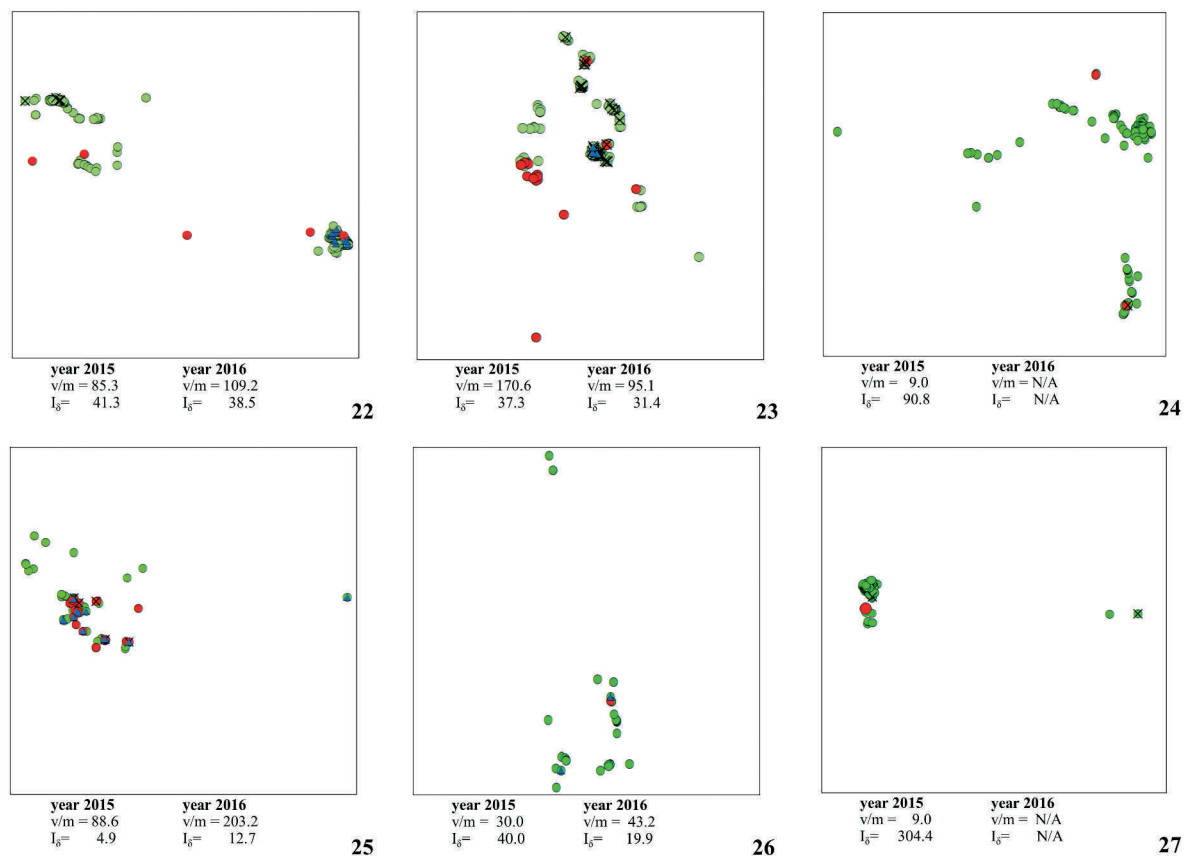 year 2015 year 2016
v/m = 85.3 v/m = 109.2
Iδ= 41.3 Iδ= 38.5
22
year 2015 year 2016
v/m = 170.6 v/m = 95.1
Iδ= 37.3 Iδ= 31.4
23
year 2015 year 2016
v/m = 9.0 v/m = N/A
Iδ= 90.8 Iδ= N/A
24
year 2015 year 2016
v/m = 88.6 v/m = 203.2
Iδ= 4.9 Iδ= 12.7
25
year 2015 year 2016
v/m = 30.0 v/m = 43.2
Iδ= 40.0 Iδ= 19.9
26
year 2015 year 2016
v/m = 9.0 v/m = N/A
Iδ= 304.4 Iδ= N/A
27